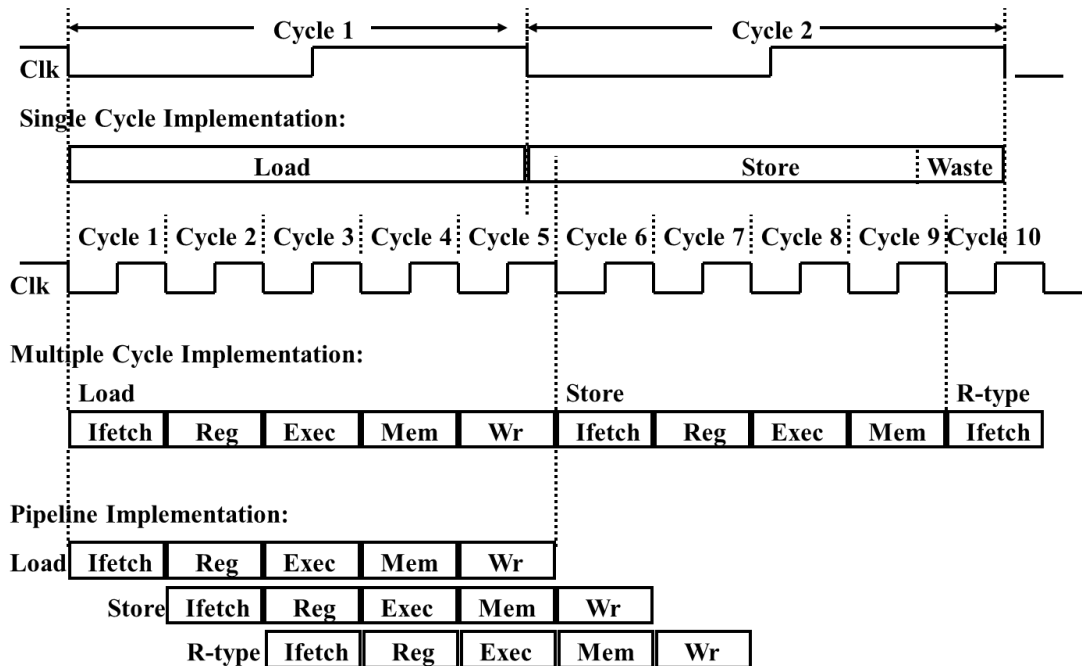 Cycle 1 Cycle 2
Clk
Single Cycle Implementation:
Load Store Waste
Cycle 1 Cycle 2 Cycle 3 Cycle 4 Cycle 5 Cycle 6 Cycle 7 Cycle 8 Cycle 9 Cycle 10
Clk
Multiple Cycle Implementation:
Load Store R-type
Ifetch Reg Exec Mem Wr Ifetch Reg Exec Mem Ifetch
Pipeline Implementation:
Load Ifetch Reg Exec Mem Wr
Store Ifetch Reg Exec Mem Wr
R-type Ifetch Reg Exec Mem Wr